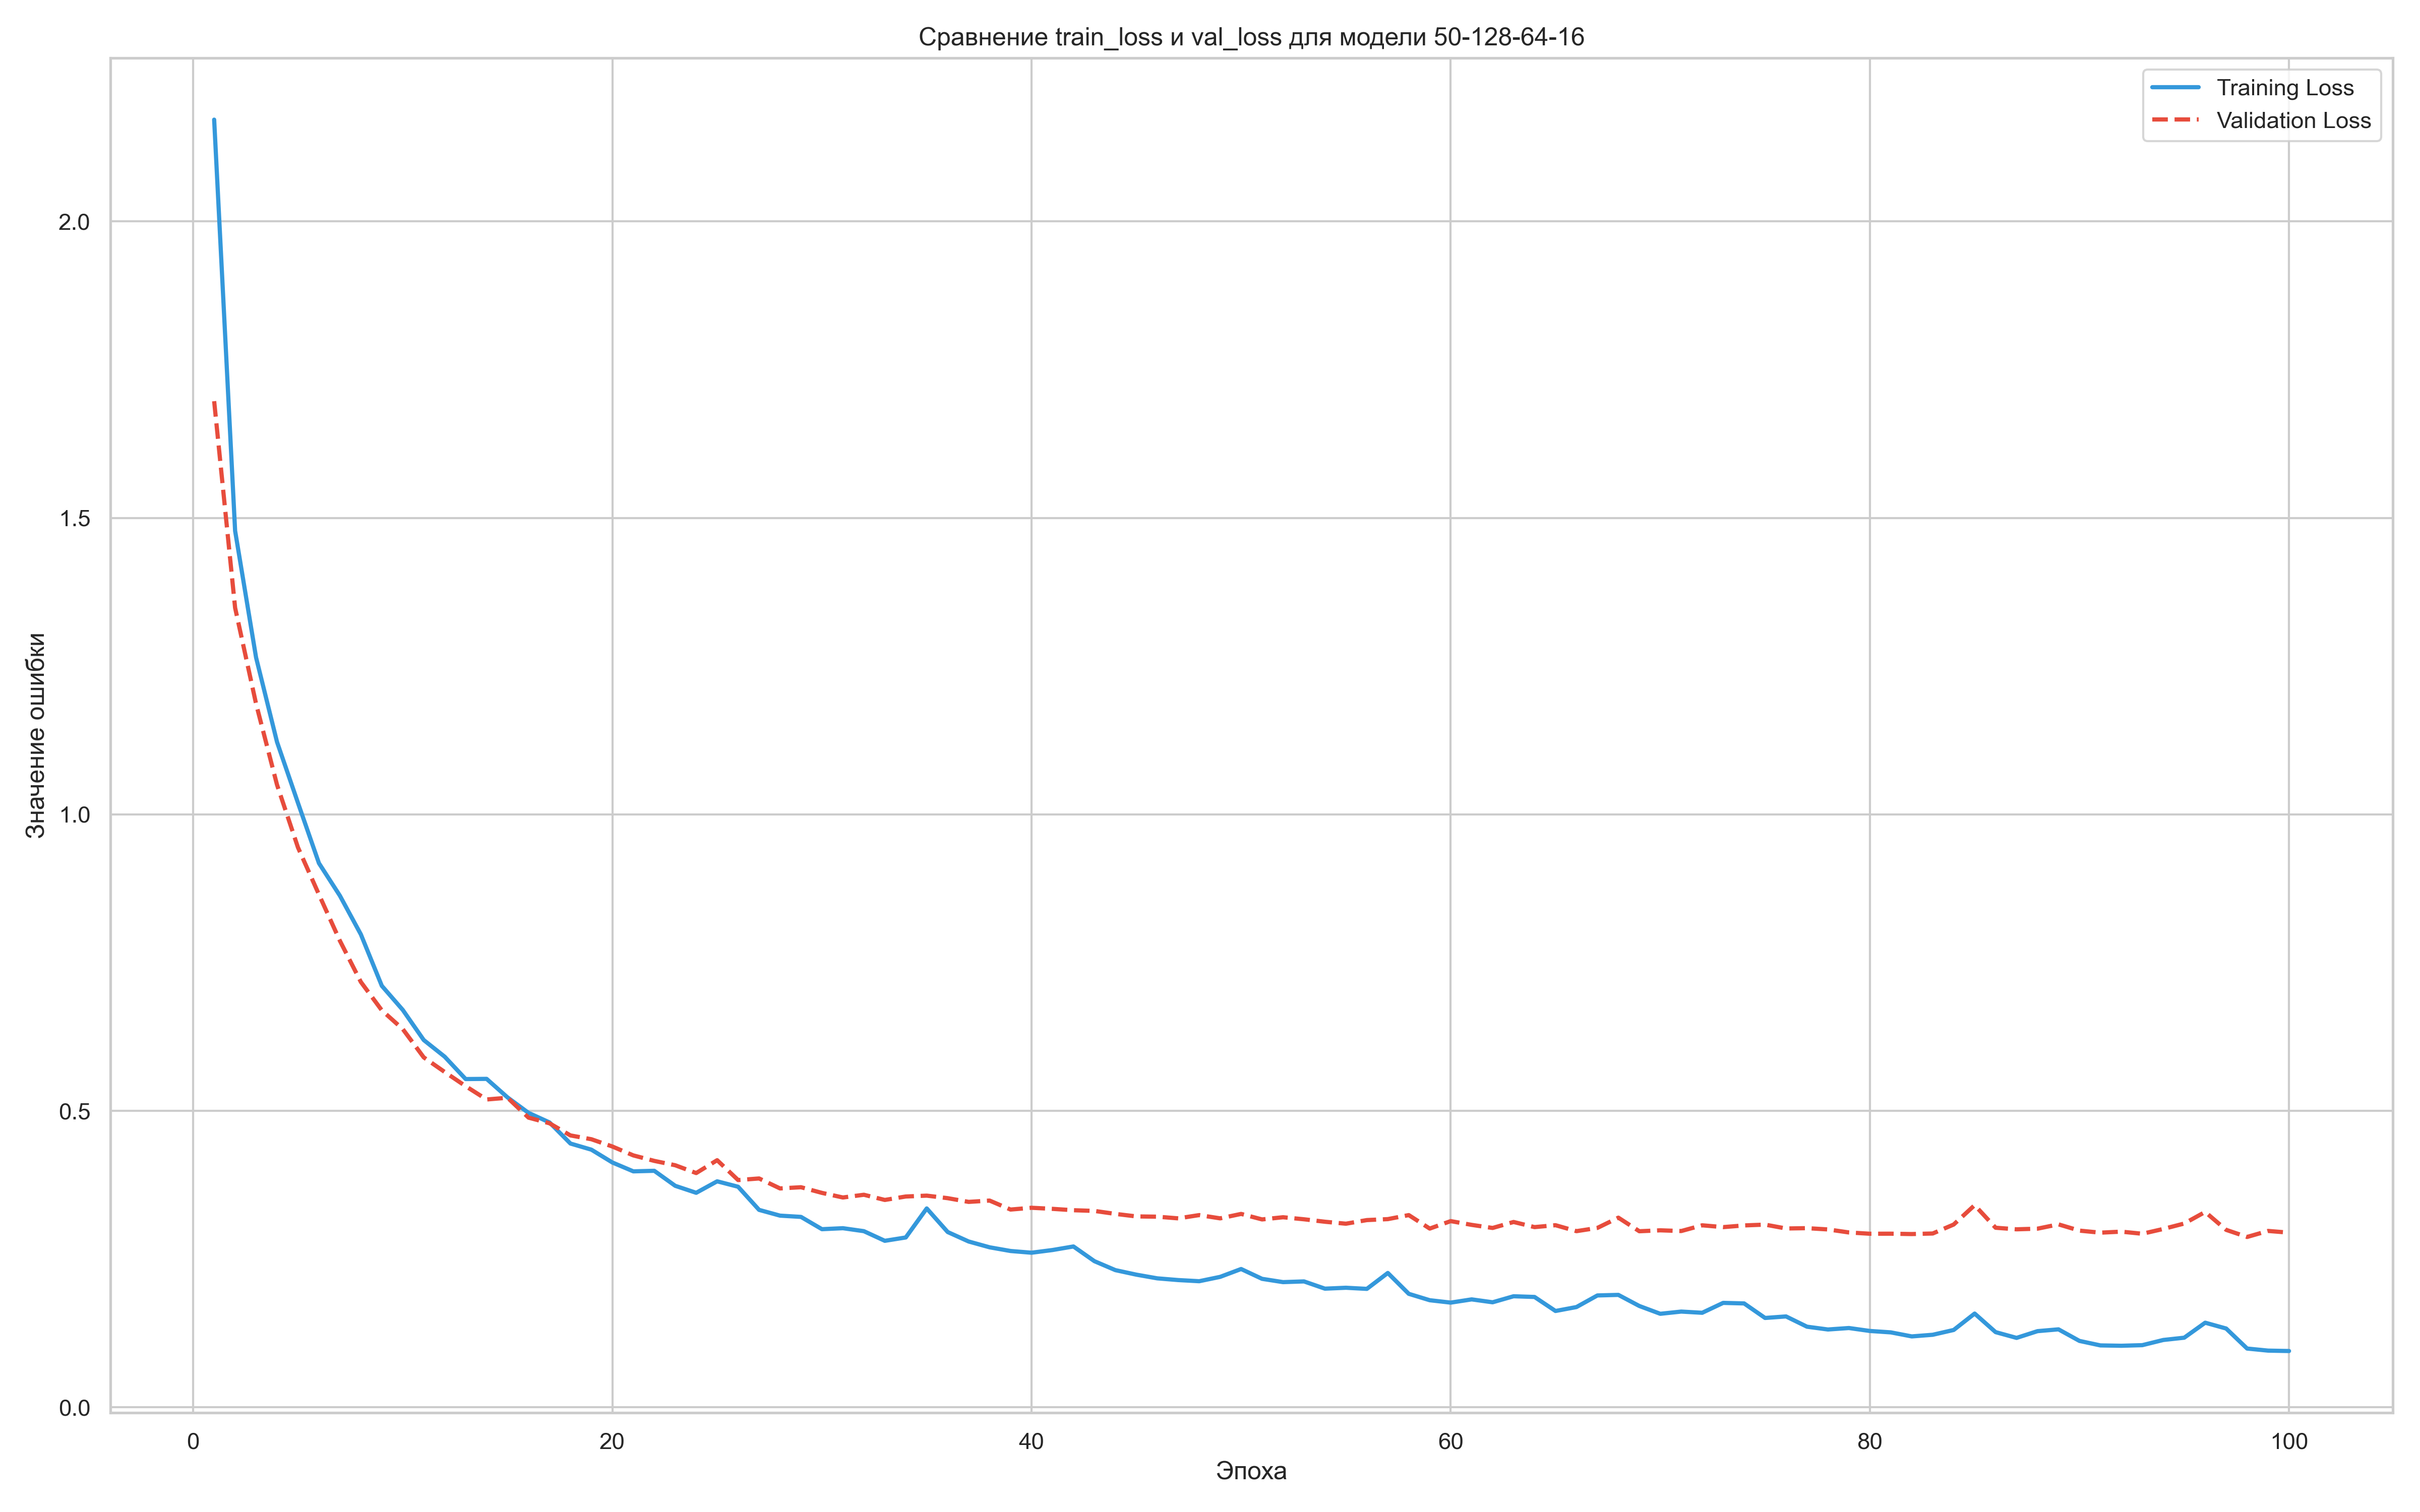 Сравнение train_loss и val_loss для модели 50-128-64-16
Training Loss
Validation Loss
Значение ошибки
2.0
1.5
1.0
0.5
0.0
0 20 40 60 80 100
Эпоха